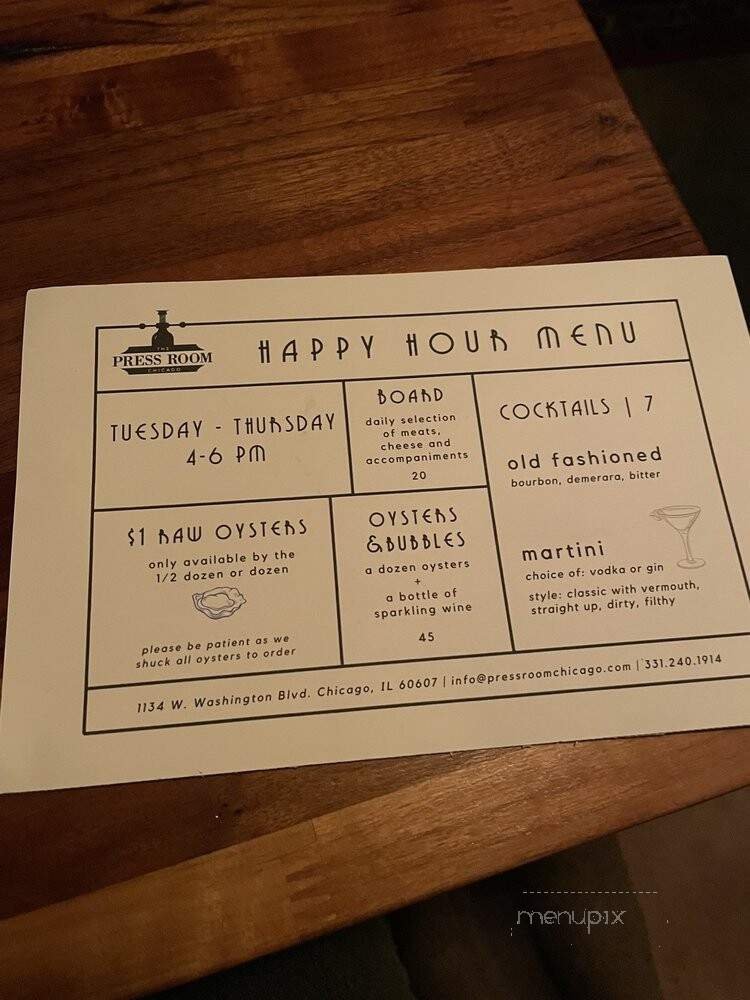 THE
PRESS ROOM
CHICAGO
HAPPY HOUR MENU
TUESDAY - THURSDAY
4-6 PM
BOARD
daily selection
of meats,
cheese and
accompaniments
20
COCKTAILS | 7
old fashioned
bourbon, demerara, bitter
martini
choice of: vodka or gin
style: classic with vermouth,
straight up, dirty, filthy
$1 RAW OYSTERS
only available by the
1/2 dozen or dozen
please be patient as we
shuck all oysters to order
OYSTERS
&BUBBLES
a dozen oysters
+
a bottle of
sparkling wine
45
1134 W. Washington Blvd. Chicago, IL 60607 | info@pressroomchicago.com | 331.240.1914
menupix